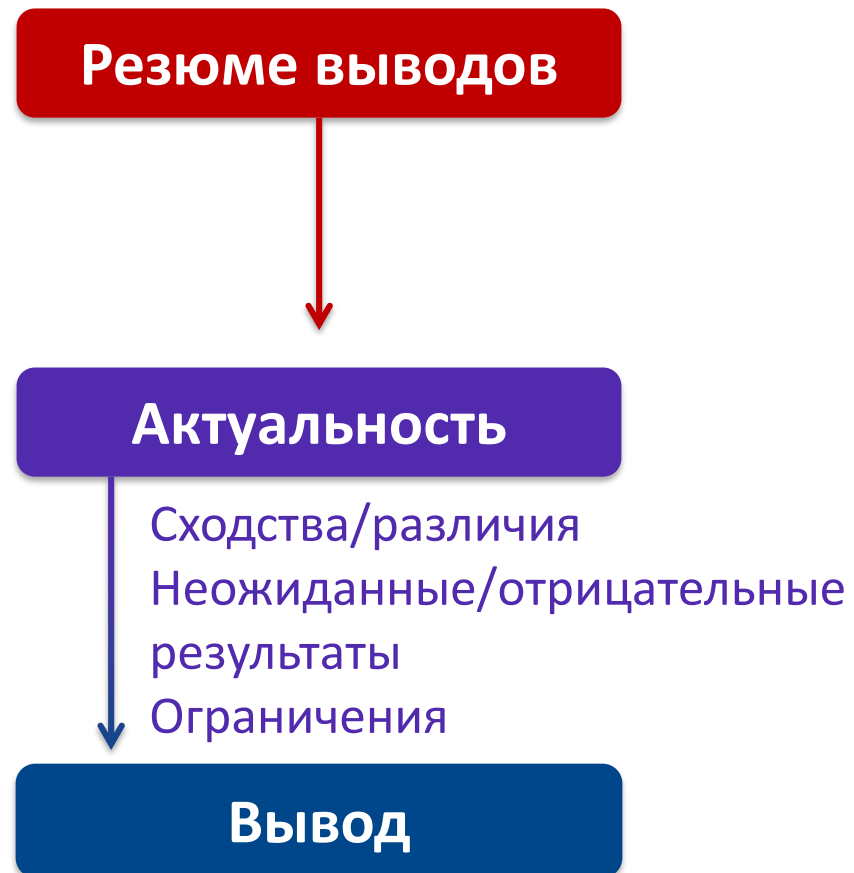 Резюме выводов
Актуальность
Сходства/различия
Неожиданные/отрицательные
результаты
Ограничения
Вывод